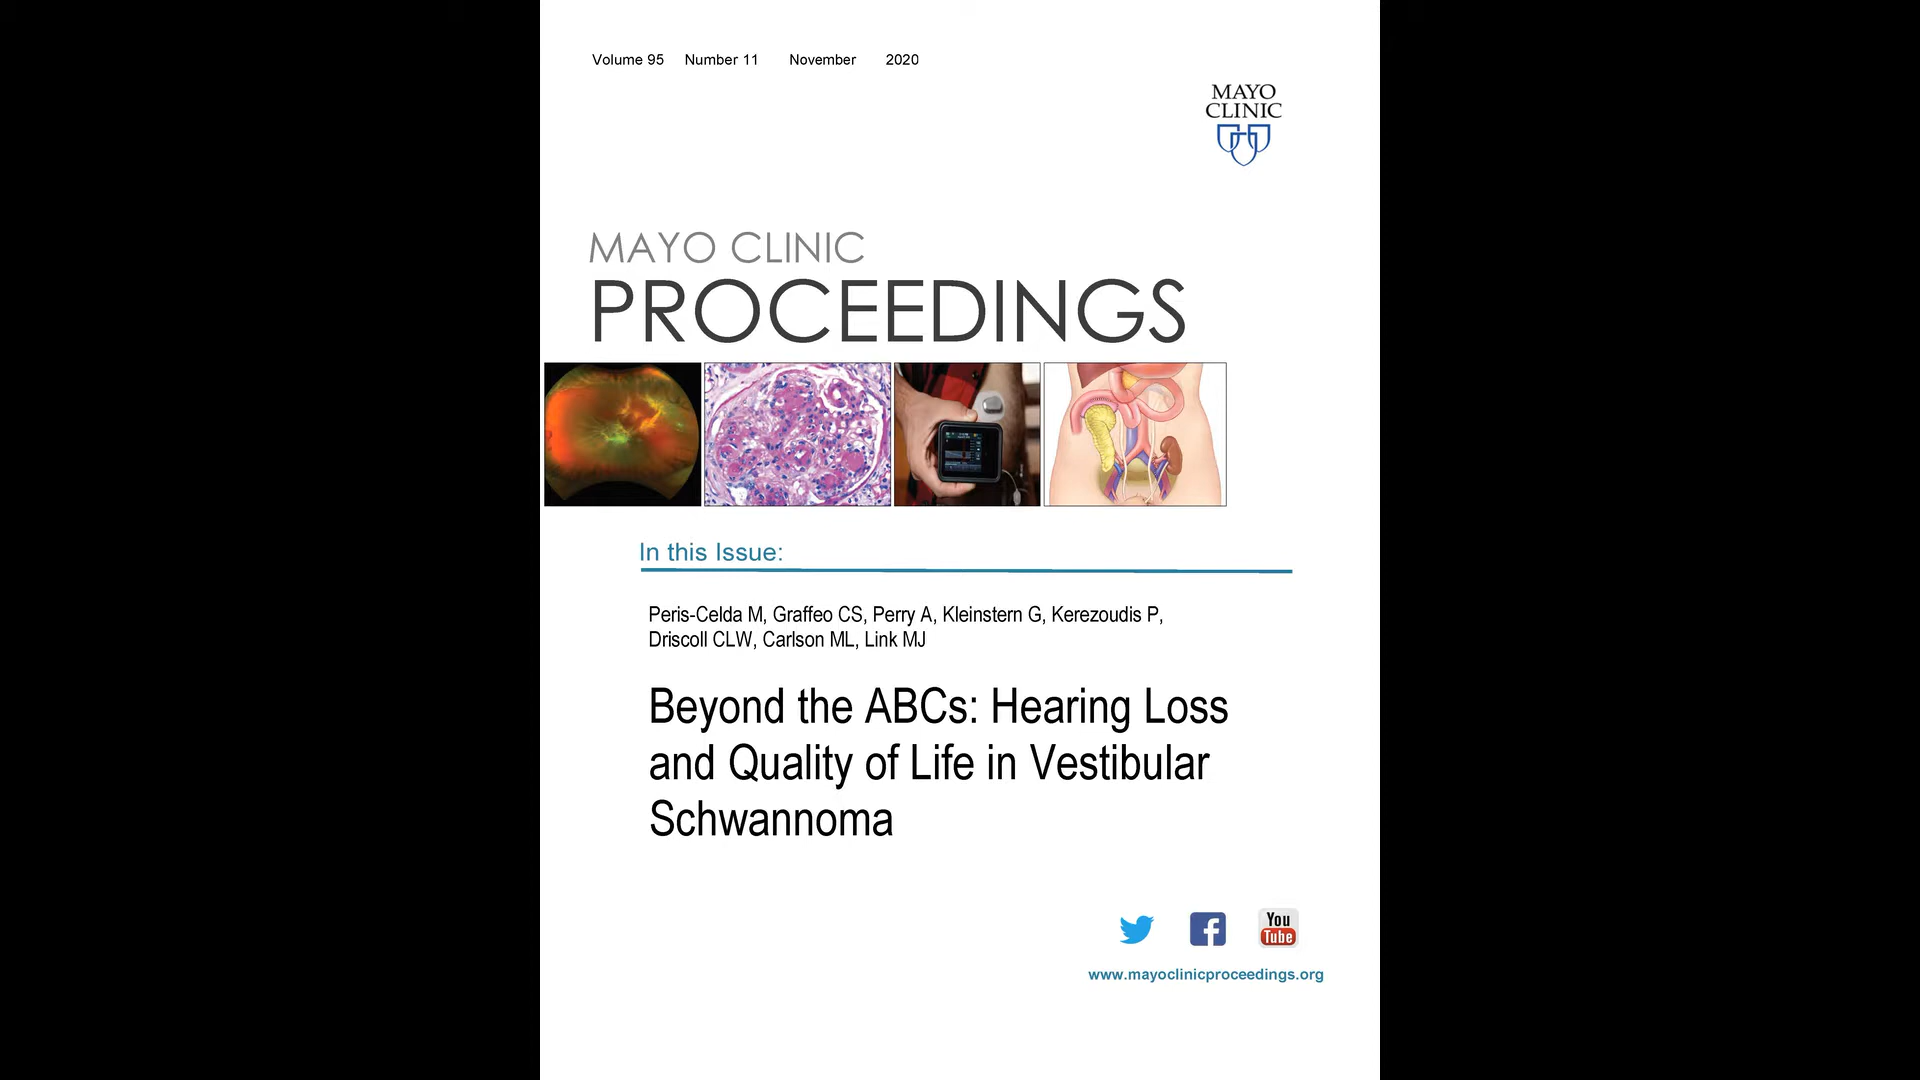 Volume 95 Number 11 November 2020
MAYO
CLINIC
MAYO CLINIC
PROCEEDINGS
In this Issue:
Peris-Celda M, Graffeo CS, Perry A, Kleinstern G, Kerezoudis P,
Driscoll CLW, Carlson ML, Link MJ
Beyond the ABCs: Hearing Loss
and Quality of Life in Vestibular
Schwannoma
You
Tube
www.mayoclinicproceedings.org